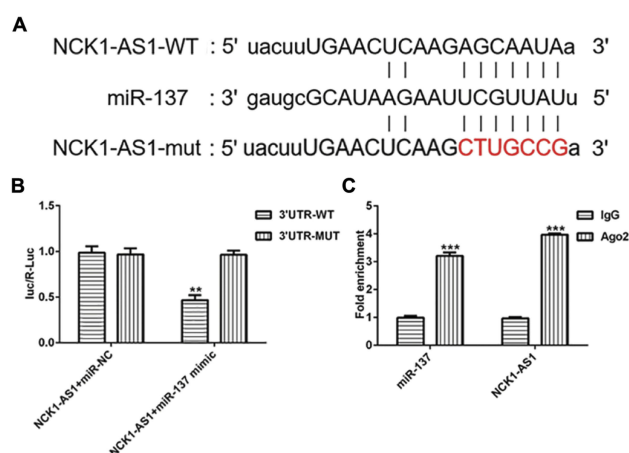 A
NCK1-AS1-WT : 5' uacuuUGAACUCAAGAGCAAUAa 3'
miR-137 : 3' gaugcGCAUAAGAAUUCGUUAUu 5'
NCK1-AS1-mut : 5' uacuuUGAACUCAAGCTUGCCGa 3'
B
3'UTR-WT
3'UTR-MUT
luc/R-Luc
1.5
1.0
0.5
0.0
**
NCK1-AS1+miR-NC
NCK1-AS1+miR-137 mimic
C
IgG
Ago2
Fold enrichment
5
4
3
2
1
0
***
***
miR-137
NCK1-AS1